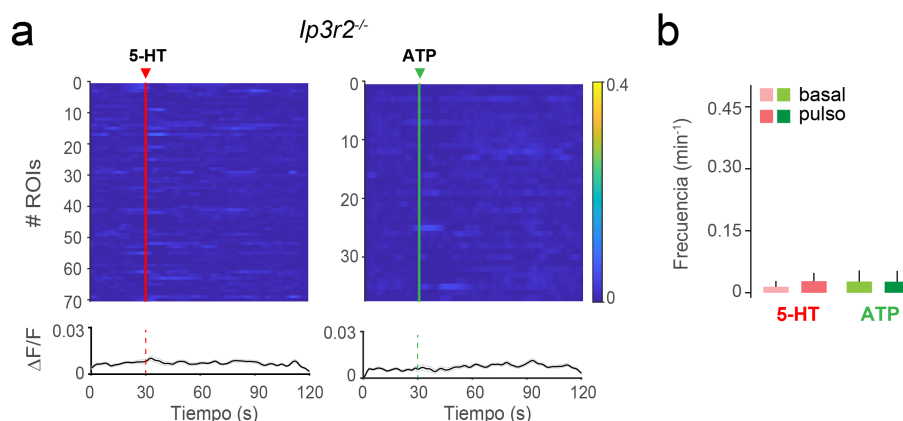 a
Ip3r2-/-
b
5-HT
ATP
# ROIs
0
10
20
30
40
50
60
70
0
10
20
30
0.4
0
ΔF/F
0.03
0
0.03
0
0 30 60 90 120
Tiempo (s)
0 30 60 90 120
Tiempo (s)
Frecuencia (min-1)
0.45
0.30
0.15
0
basal
pulso
5-HT
ATP